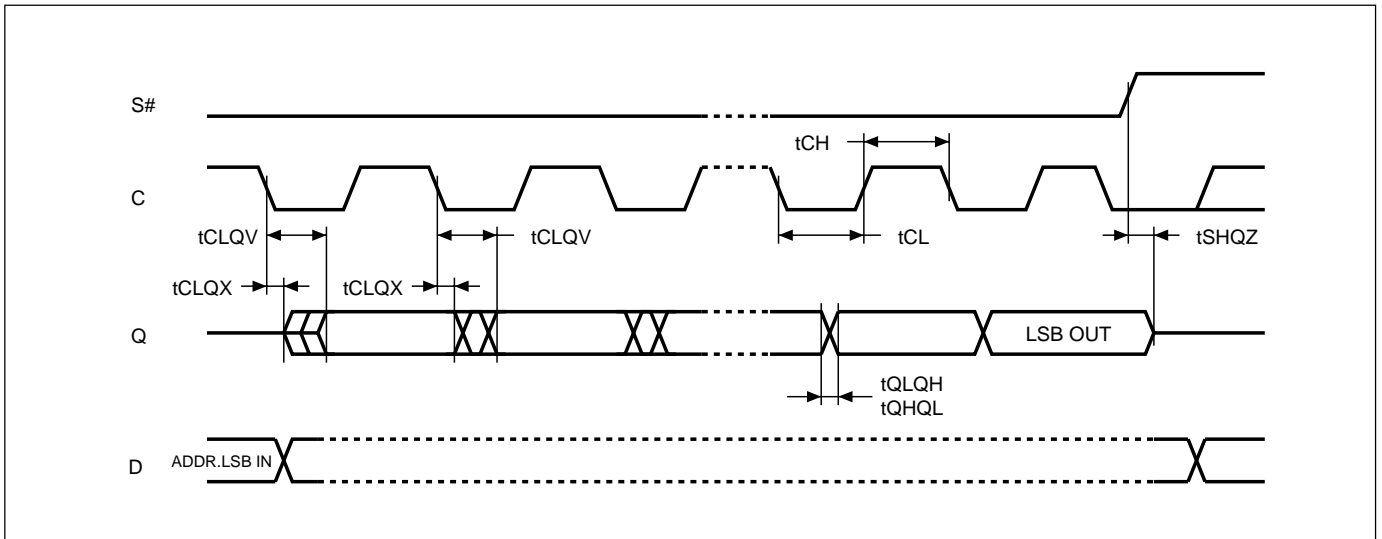 S#
tCH
C
tCLQV
tCLQV
tCL
tSHQZ
tCLQX
tCLQX
Q
LSB OUT
tQLQH
tQHQL
D
ADDR.LSB IN